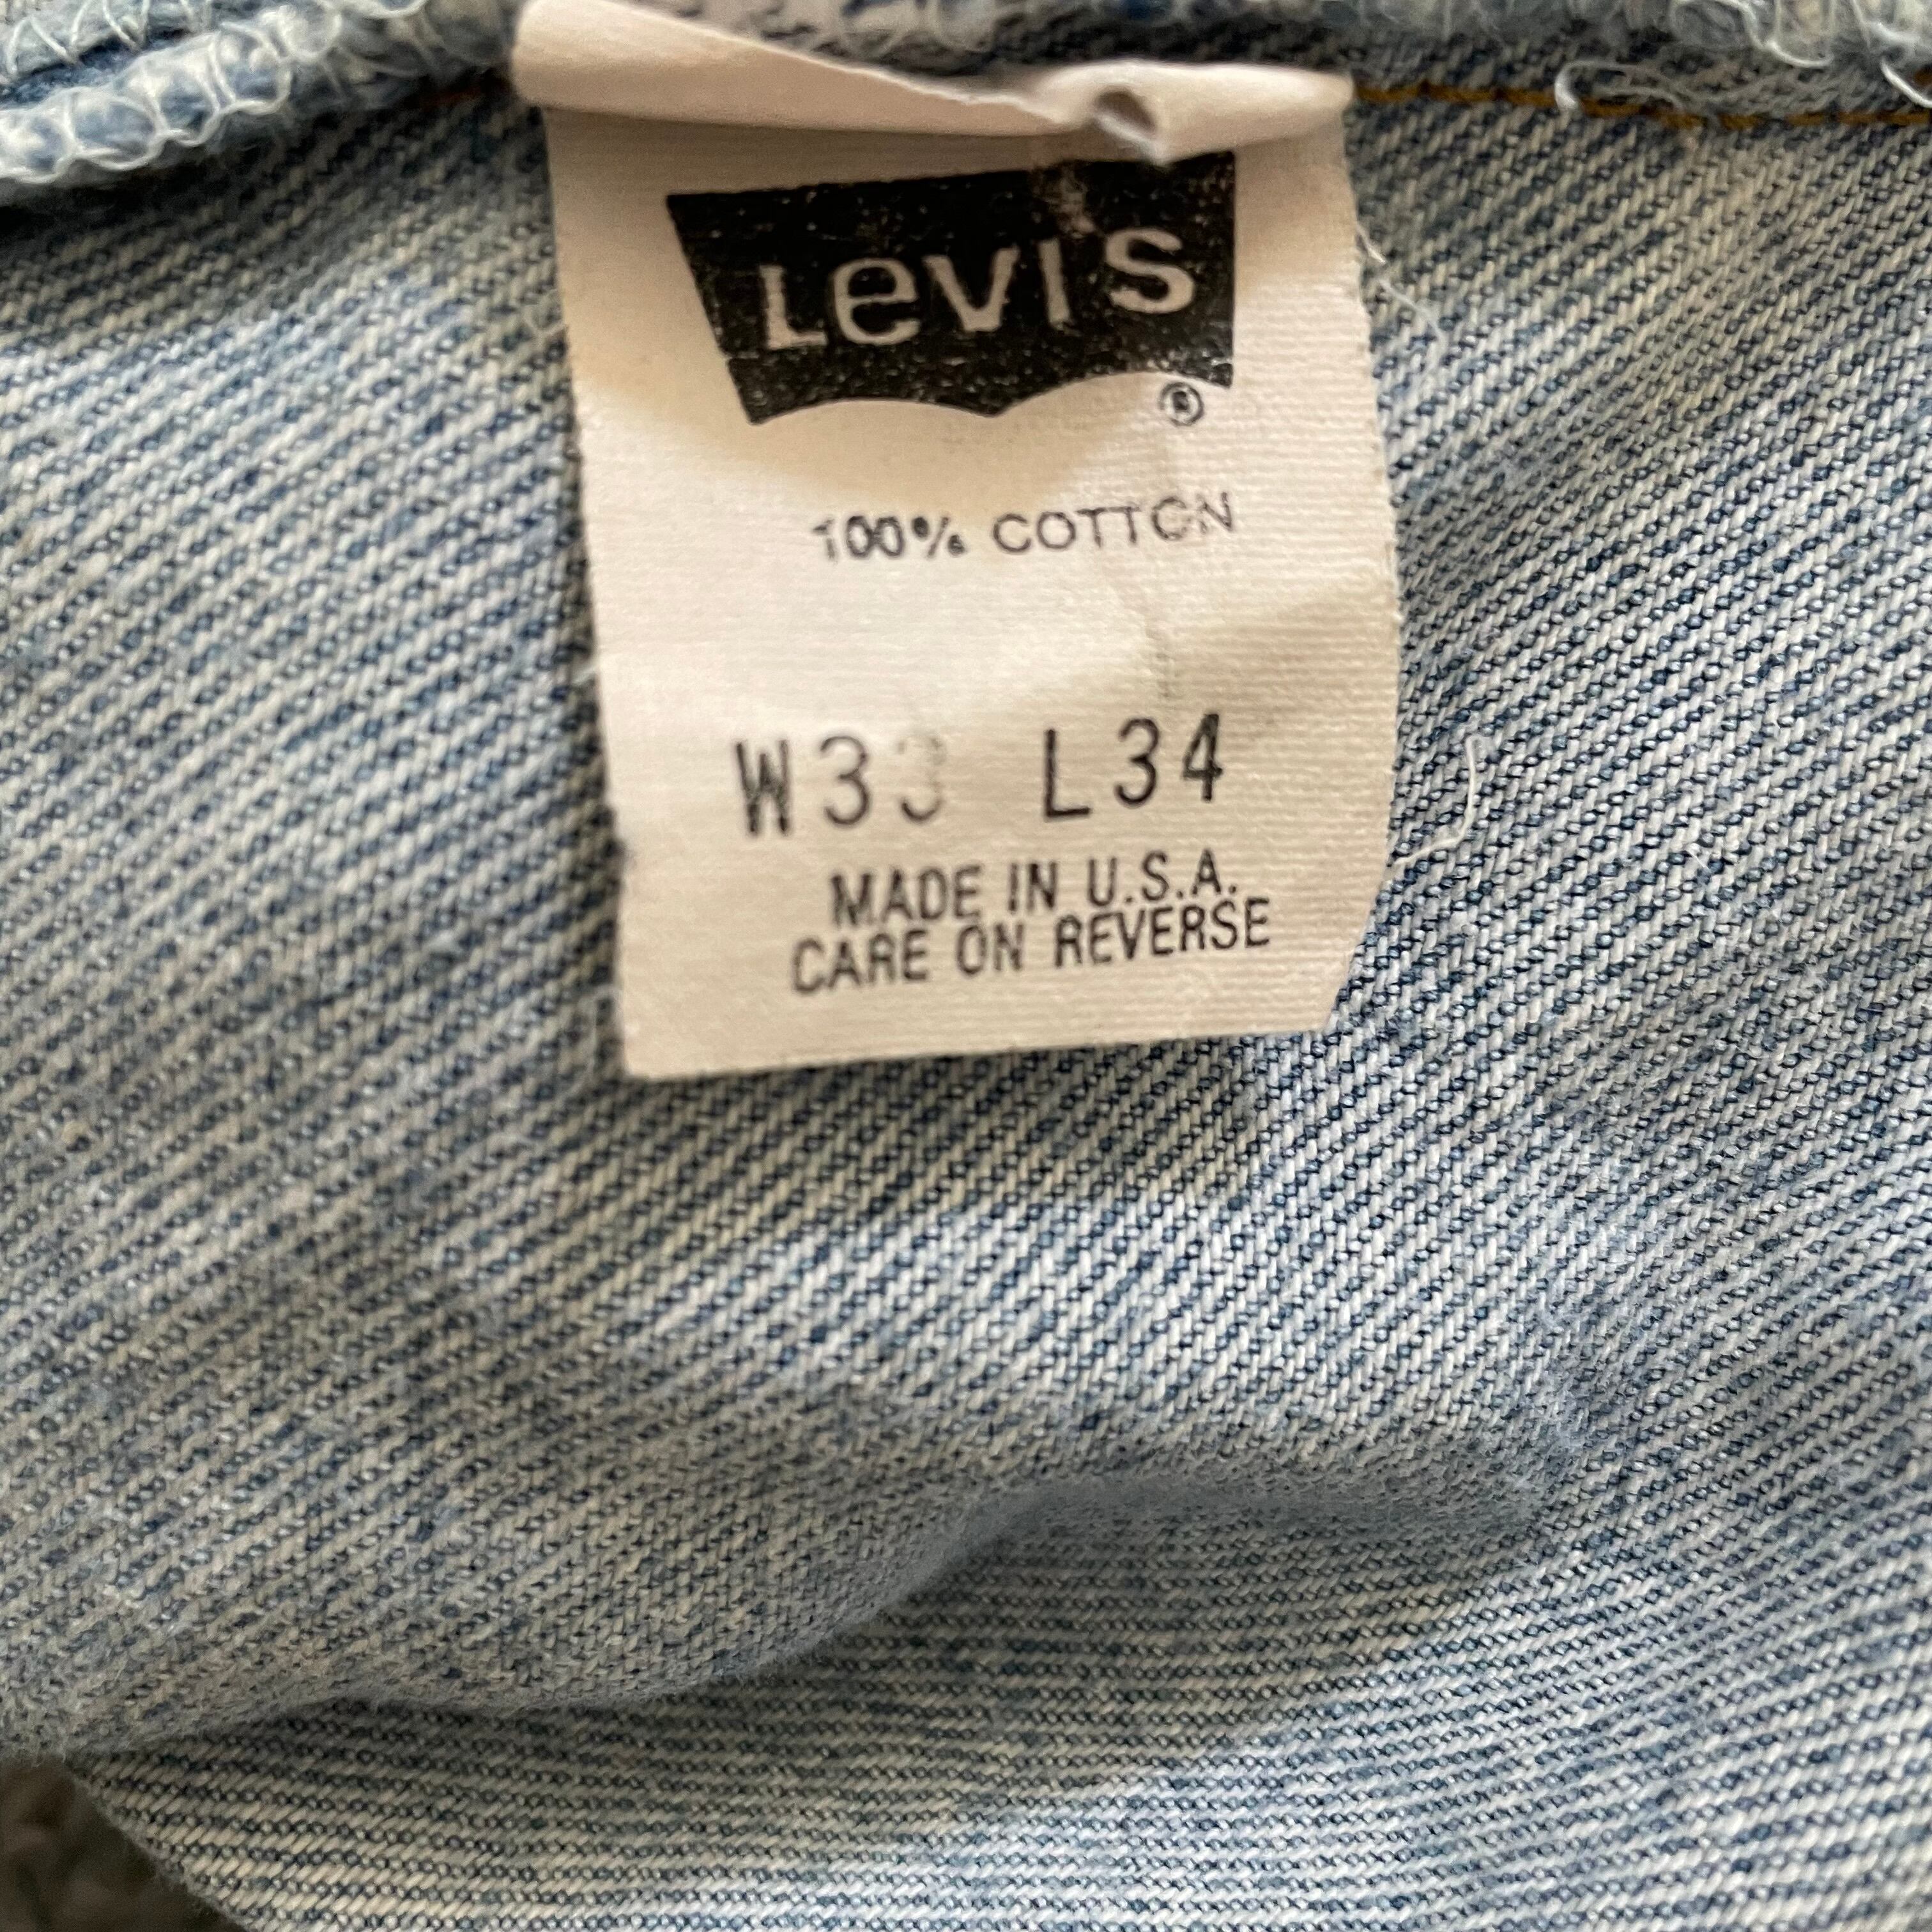 Levi's
®
100% COTTON
W33 L34
MADE IN U.S.A.
CARE ON REVERSE